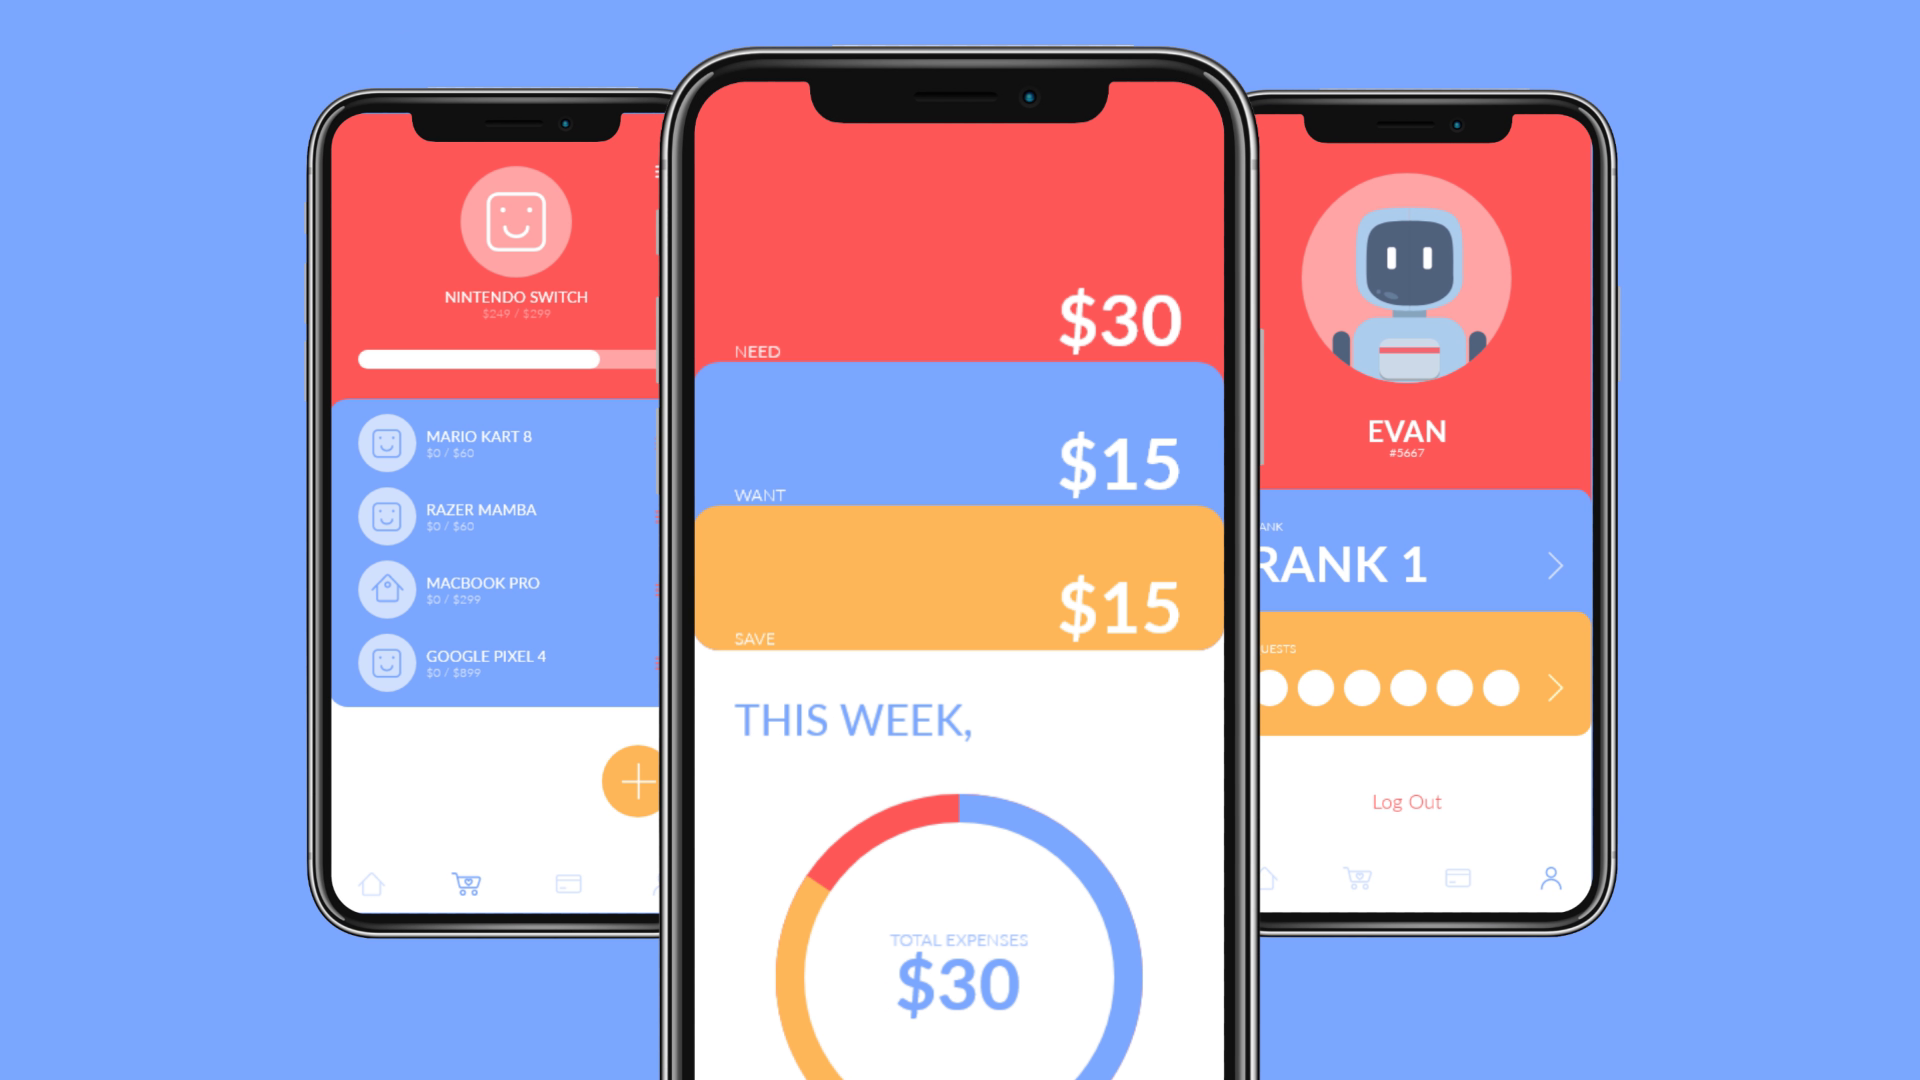 NINTENDO SWITCH
$249 / $299
MARIO KART 8
$0 / $60
RAZER MAMBA
$0 / $60
MACBOOK PRO
$0 / $299
GOOGLE PIXEL 4
$0 / $899
NEED
$30
WANT
$15
SAVE
$15
THIS WEEK,
TOTAL EXPENSES
$30
EVAN
#5667
ANK
RANK 1
UESTS
Log Out